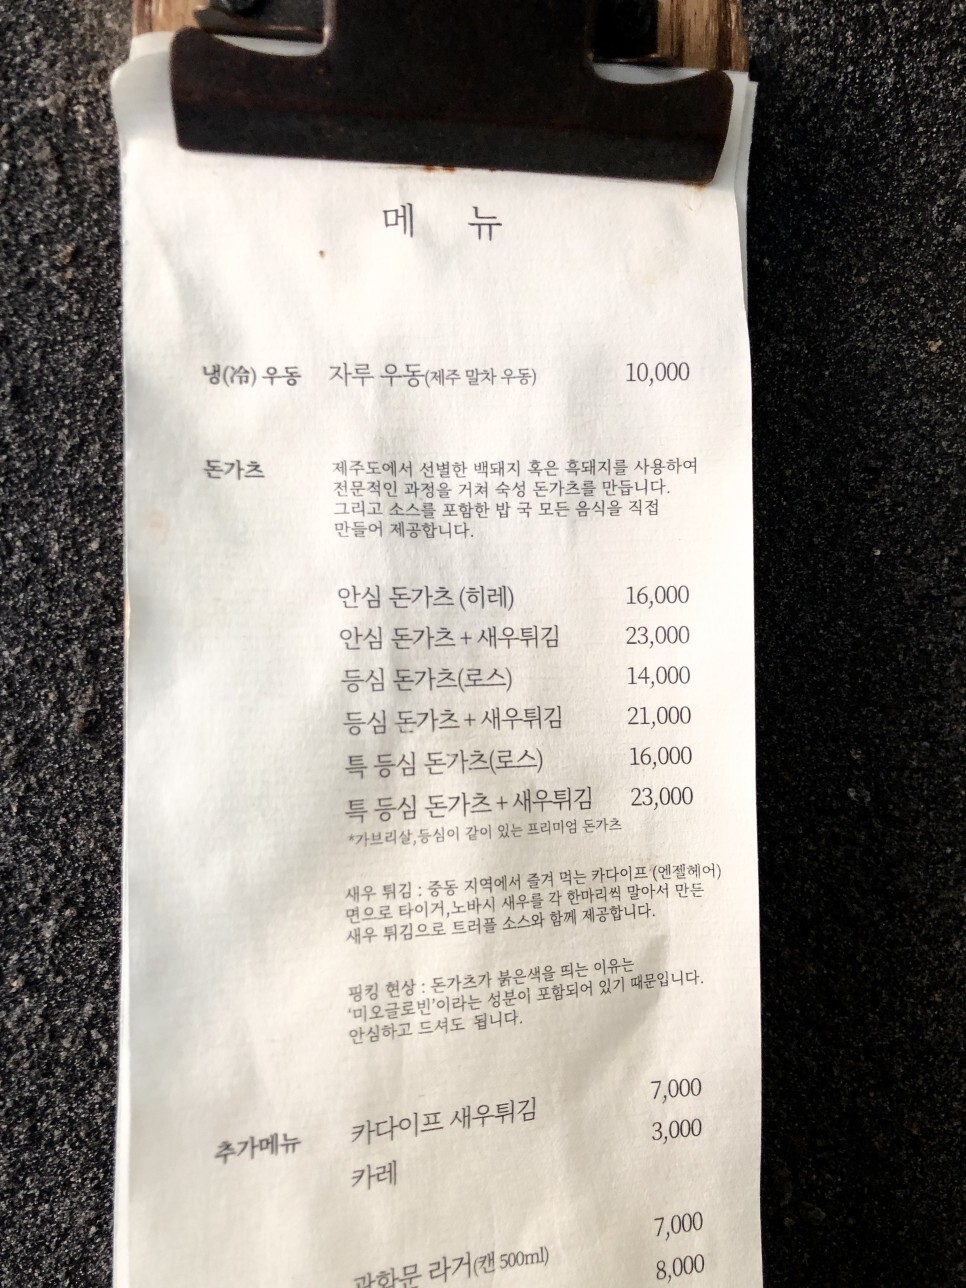 메 뉴
냉(冷) 우동 자루 우동(제주 말차 우동) 10,000
돈가츠 제주도에서 선별한 백돼지 혹은 흑돼지를 사용하여
전문적인 과정을 거쳐 숙성 돈가츠를 만듭니다.
그리고 소스를 포함한 밥 국 모든 음식을 직접
만들어 제공합니다.
안심 돈가츠 (히레) 16,000
안심 돈가츠 + 새우튀김 23,000
등심 돈가츠(로스) 14,000
등심 돈가츠 + 새우튀김 21,000
특 등심 돈가츠(로스) 16,000
특 등심 돈가츠 + 새우튀김 23,000
*가브리살,등심이 같이 있는 프리미엄 돈가츠
새우 튀김 : 중동 지역에서 즐겨 먹는 카다이프 (엔젤헤어)
면으로 타이거,노바시 새우를 각 한마리씩 말아서 만든
새우 튀김으로 트러플 소스와 함께 제공합니다.
핑킹 현상 : 돈가츠가 붉은색을 띄는 이유는
‘미오글로빈’이라는 성분이 포함되어 있기 때문입니다.
안심하고 드셔도 됩니다.
추가메뉴 카다이프 새우튀김 7,000
카레 3,000
광화문 라거(캔 500ml) 7,000
8,000